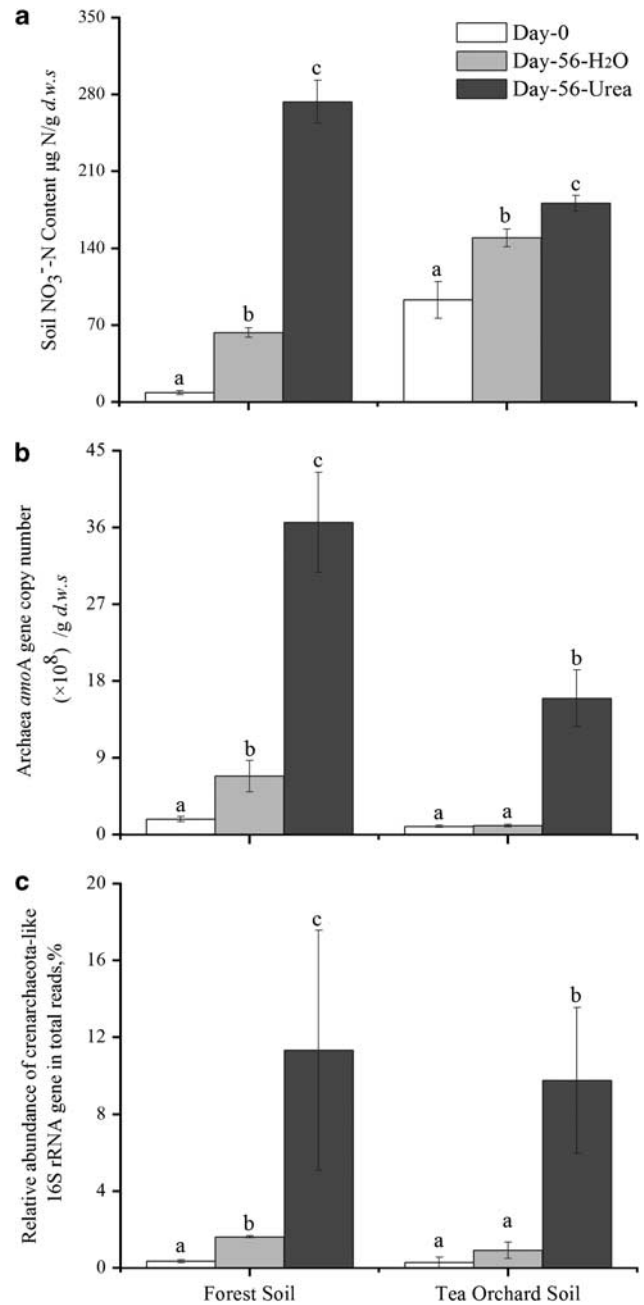 a
Day-0
Day-56-H2O
Day-56-Urea
Soil NO3--N Content µg N/g d.w.s
350
280
210
140
70
0
a
b
c
a
b
c
b
Archaea amoA gene copy number
(×10^8) /g d.w.s
45
36
27
18
9
0
a
b
c
a
a
b
c
Relative abundance of crenarchaeota-like
16S rRNA gene in total reads,%
20
16
12
8
4
0
a
b
c
a
a
b
Forest Soil
Tea Orchard Soil